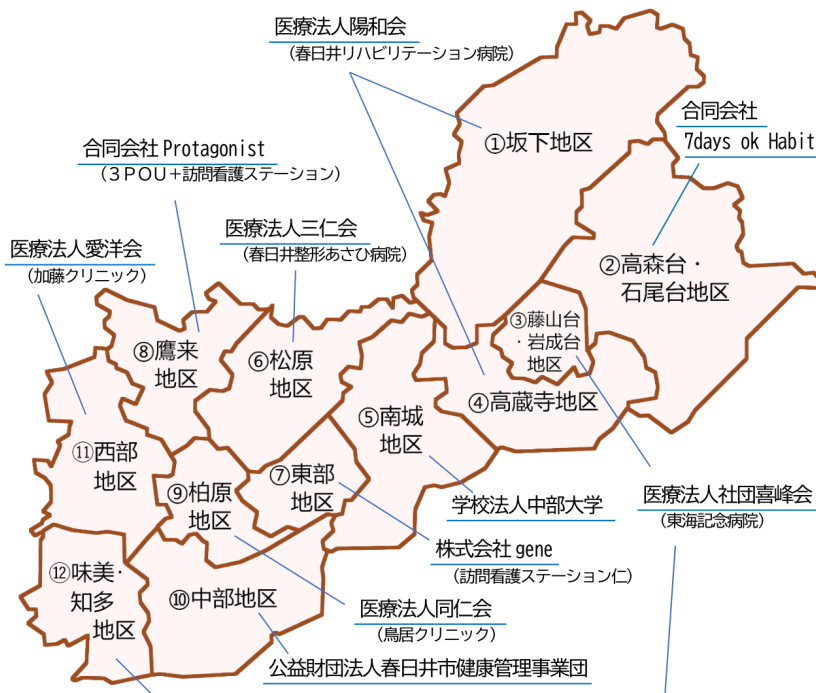 医療法人陽和会
（春日井リハビリテーション病院）
合同会社
7days ok Habit
①坂下地区
合同会社 Protagonist
（３ＰＯＵ＋訪問看護ステーション）
医療法人三仁会
（春日井整形あさひ病院）
医療法人愛洋会
（加藤クリニック）
②高森台・
石尾台地区
③藤山台
・岩成台
地区
⑧鷹来
地区
⑥松原
地区
④高蔵寺地区
⑤南城
地区
⑪西部
地区
⑦東部
地区
⑨柏原
地区
学校法人中部大学
医療法人社団喜峰会
（東海記念病院）
株式会社 gene
（訪問看護ステーション仁）
⑫味美・
知多
地区
⑩中部地区
医療法人同仁会
（鳥居クリニック）
公益財団法人春日井市健康管理事業団